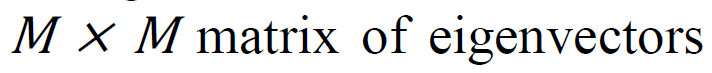 M × M matrix of eigenvectors